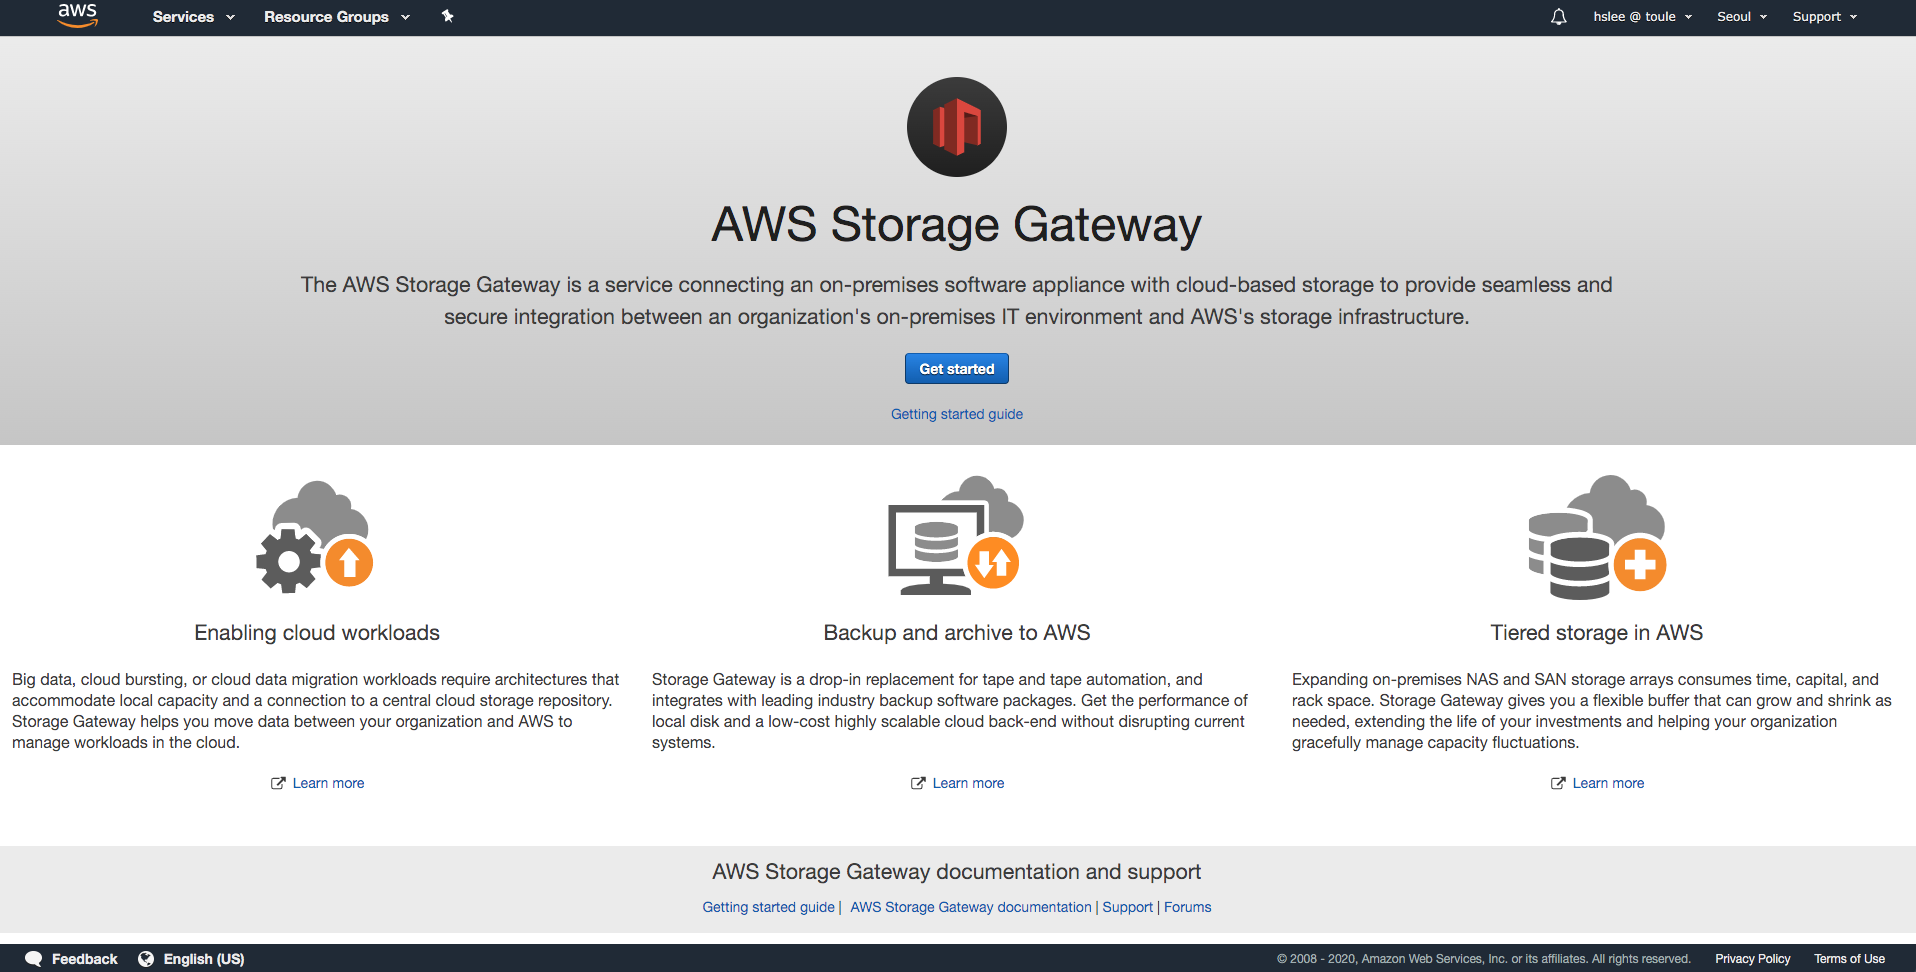 aws Services Resource Groups hslee @ toule Seoul Support
AWS Storage Gateway
The AWS Storage Gateway is a service connecting an on-premises software appliance with cloud-based storage to provide seamless and
secure integration between an organization's on-premises IT environment and AWS's storage infrastructure.
Get started
Getting started guide
Enabling cloud workloads
Big data, cloud bursting, or cloud data migration workloads require architectures that
accommodate local capacity and a connection to a central cloud storage repository.
Storage Gateway helps you move data between your organization and AWS to
manage workloads in the cloud.
Learn more
Backup and archive to AWS
Storage Gateway is a drop-in replacement for tape and tape automation, and
integrates with leading industry backup software packages. Get the performance of
local disk and a low-cost highly scalable cloud back-end without disrupting current
systems.
Learn more
Tiered storage in AWS
Expanding on-premises NAS and SAN storage arrays consumes time, capital, and
rack space. Storage Gateway gives you a flexible buffer that can grow and shrink as
needed, extending the life of your investments and helping your organization
gracefully manage capacity fluctuations.
Learn more
AWS Storage Gateway documentation and support
Getting started guide | AWS Storage Gateway documentation | Support | Forums
Feedback English (US) © 2008 - 2020, Amazon Web Services, Inc. or its affiliates. All rights reserved. Privacy Policy Terms of Use